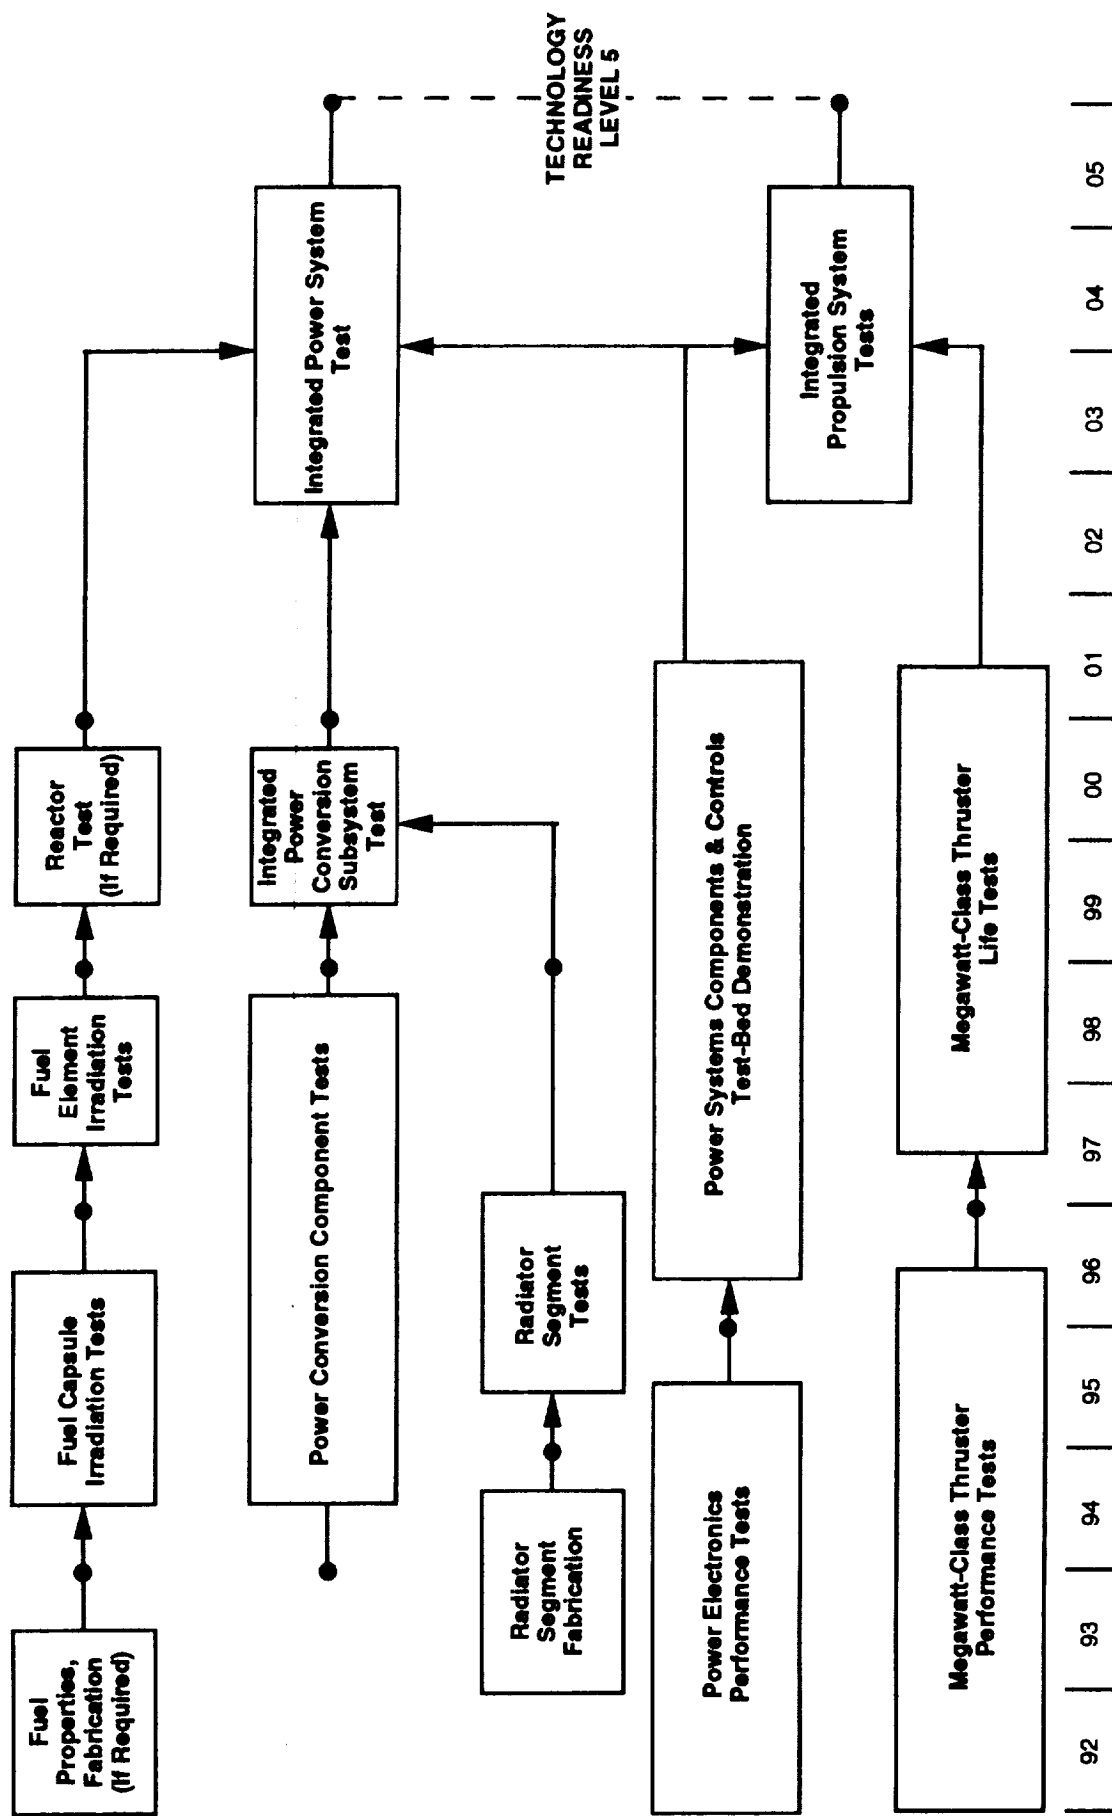 Fuel
Properties,
Fabrication
(If Required)
Fuel Capsule
Irradiation Tests
Fuel
Element
Irradiation
Tests
Reactor
Test
(If Required)
Power Conversion Component Tests
Integrated
Power
Conversion
Subsystem
Test
Integrated Power System
Test
Radiator
Segment
Fabrication
Radiator
Segment
Tests
TECHNOLOGY
READINESS
LEVEL 5
Power Electronics
Performance Tests
Power Systems Components & Controls
Test-Bed Demonstration
Integrated
Propulsion System
Tests
Megawatt-Class Thruster
Performance Tests
Megawatt-Class Thruster
Life Tests
92 93 94 95 96 97 98 99 00 01 02 03 04 05